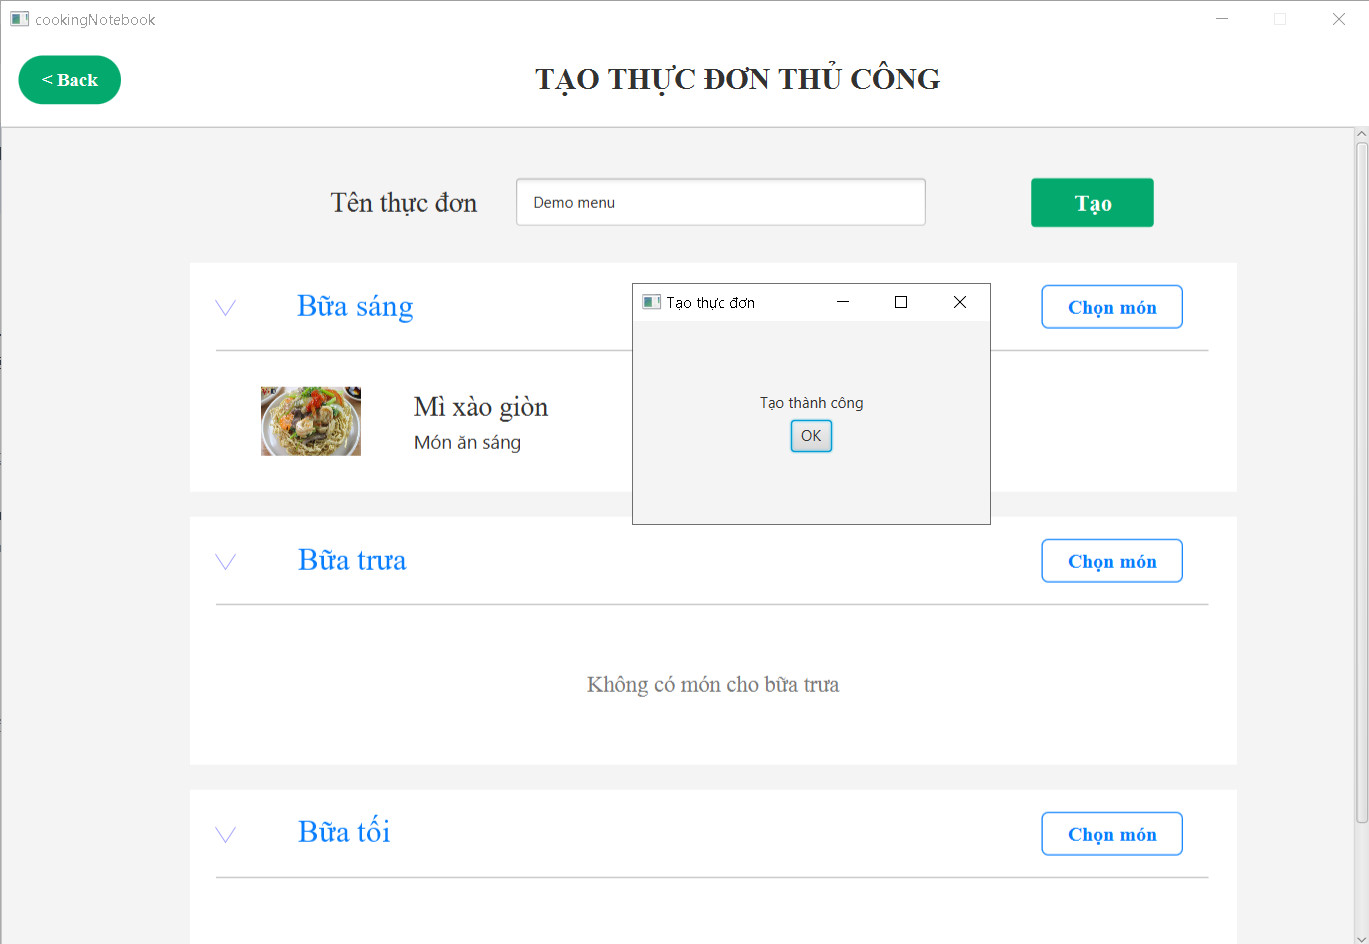 cookingNotebook
< Back
TẠO THỰC ĐƠN THỦ CÔNG
Tên thực đơn
Demo menu
Tạo
Bữa sáng
Chọn món
Mì xào giòn
Món ăn sáng
Tạo thực đơn
Tạo thành công
OK
Bữa trưa
Chọn món
Không có món cho bữa trưa
Bữa tối
Chọn món